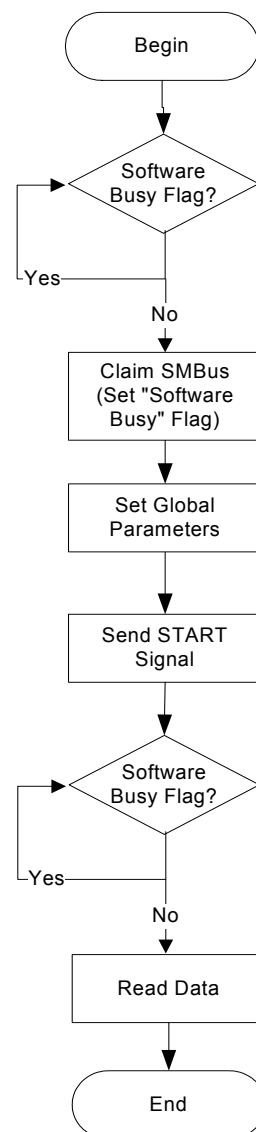 Begin
Software
Busy Flag?
Yes
No
Claim SMBus
(Set "Software
Busy" Flag)
Set Global
Parameters
Send START
Signal
Software
Busy Flag?
Yes
No
Read Data
End